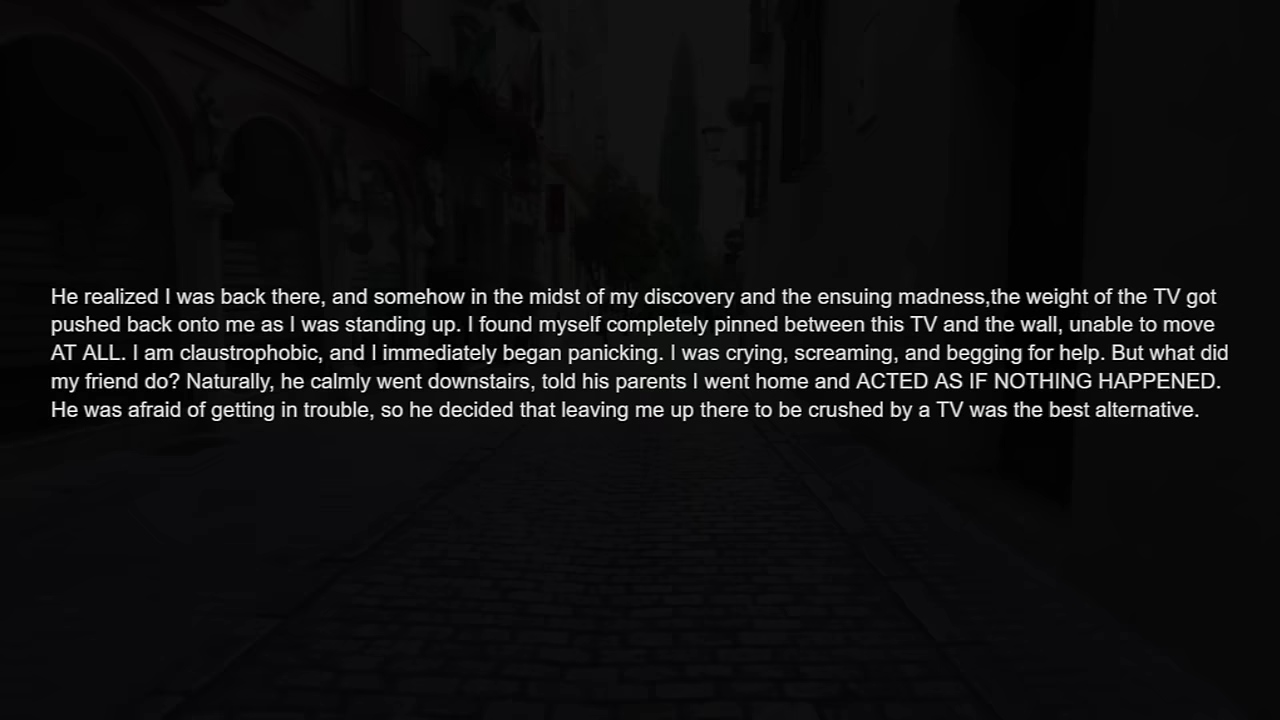 He realized I was back there, and somehow in the midst of my discovery and the ensuing madness,the weight of the TV got
pushed back onto me as I was standing up. I found myself completely pinned between this TV and the wall, unable to move
AT ALL. I am claustrophobic, and I immediately began panicking. I was crying, screaming, and begging for help. But what did
my friend do? Naturally, he calmly went downstairs, told his parents I went home and ACTED AS IF NOTHING HAPPENED.
He was afraid of getting in trouble, so he decided that leaving me up there to be crushed by a TV was the best alternative.